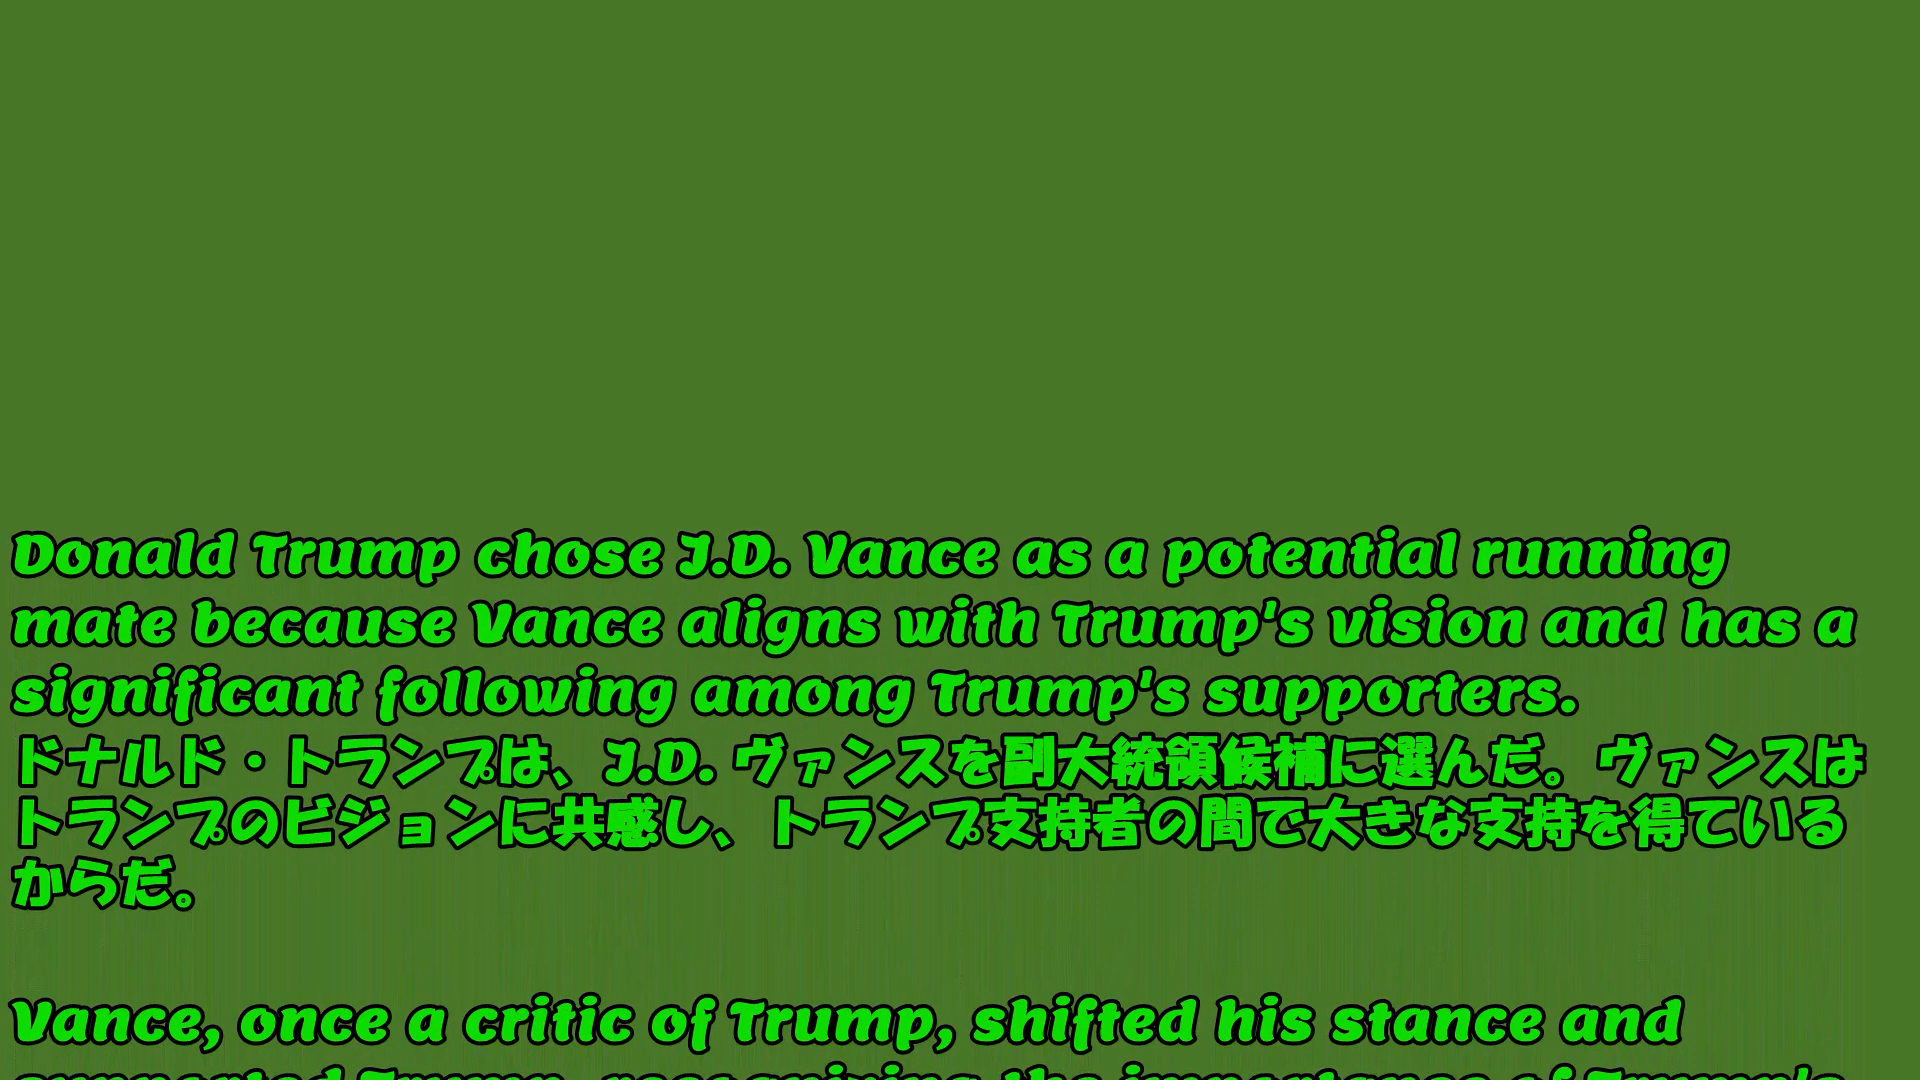 Donald Trump chose J.D. Vance as a potential running
mate because Vance aligns with Trump's vision and has a
significant following among Trump's supporters.
ドナルド・トランプは、J.D. ヴァンスを副大統領候補に選んだ。ヴァンスは
トランプのビジョンに共感し、トランプ支持者の間で大きな支持を得ている
からだ。
Vance, once a critic of Trump, shifted his stance and